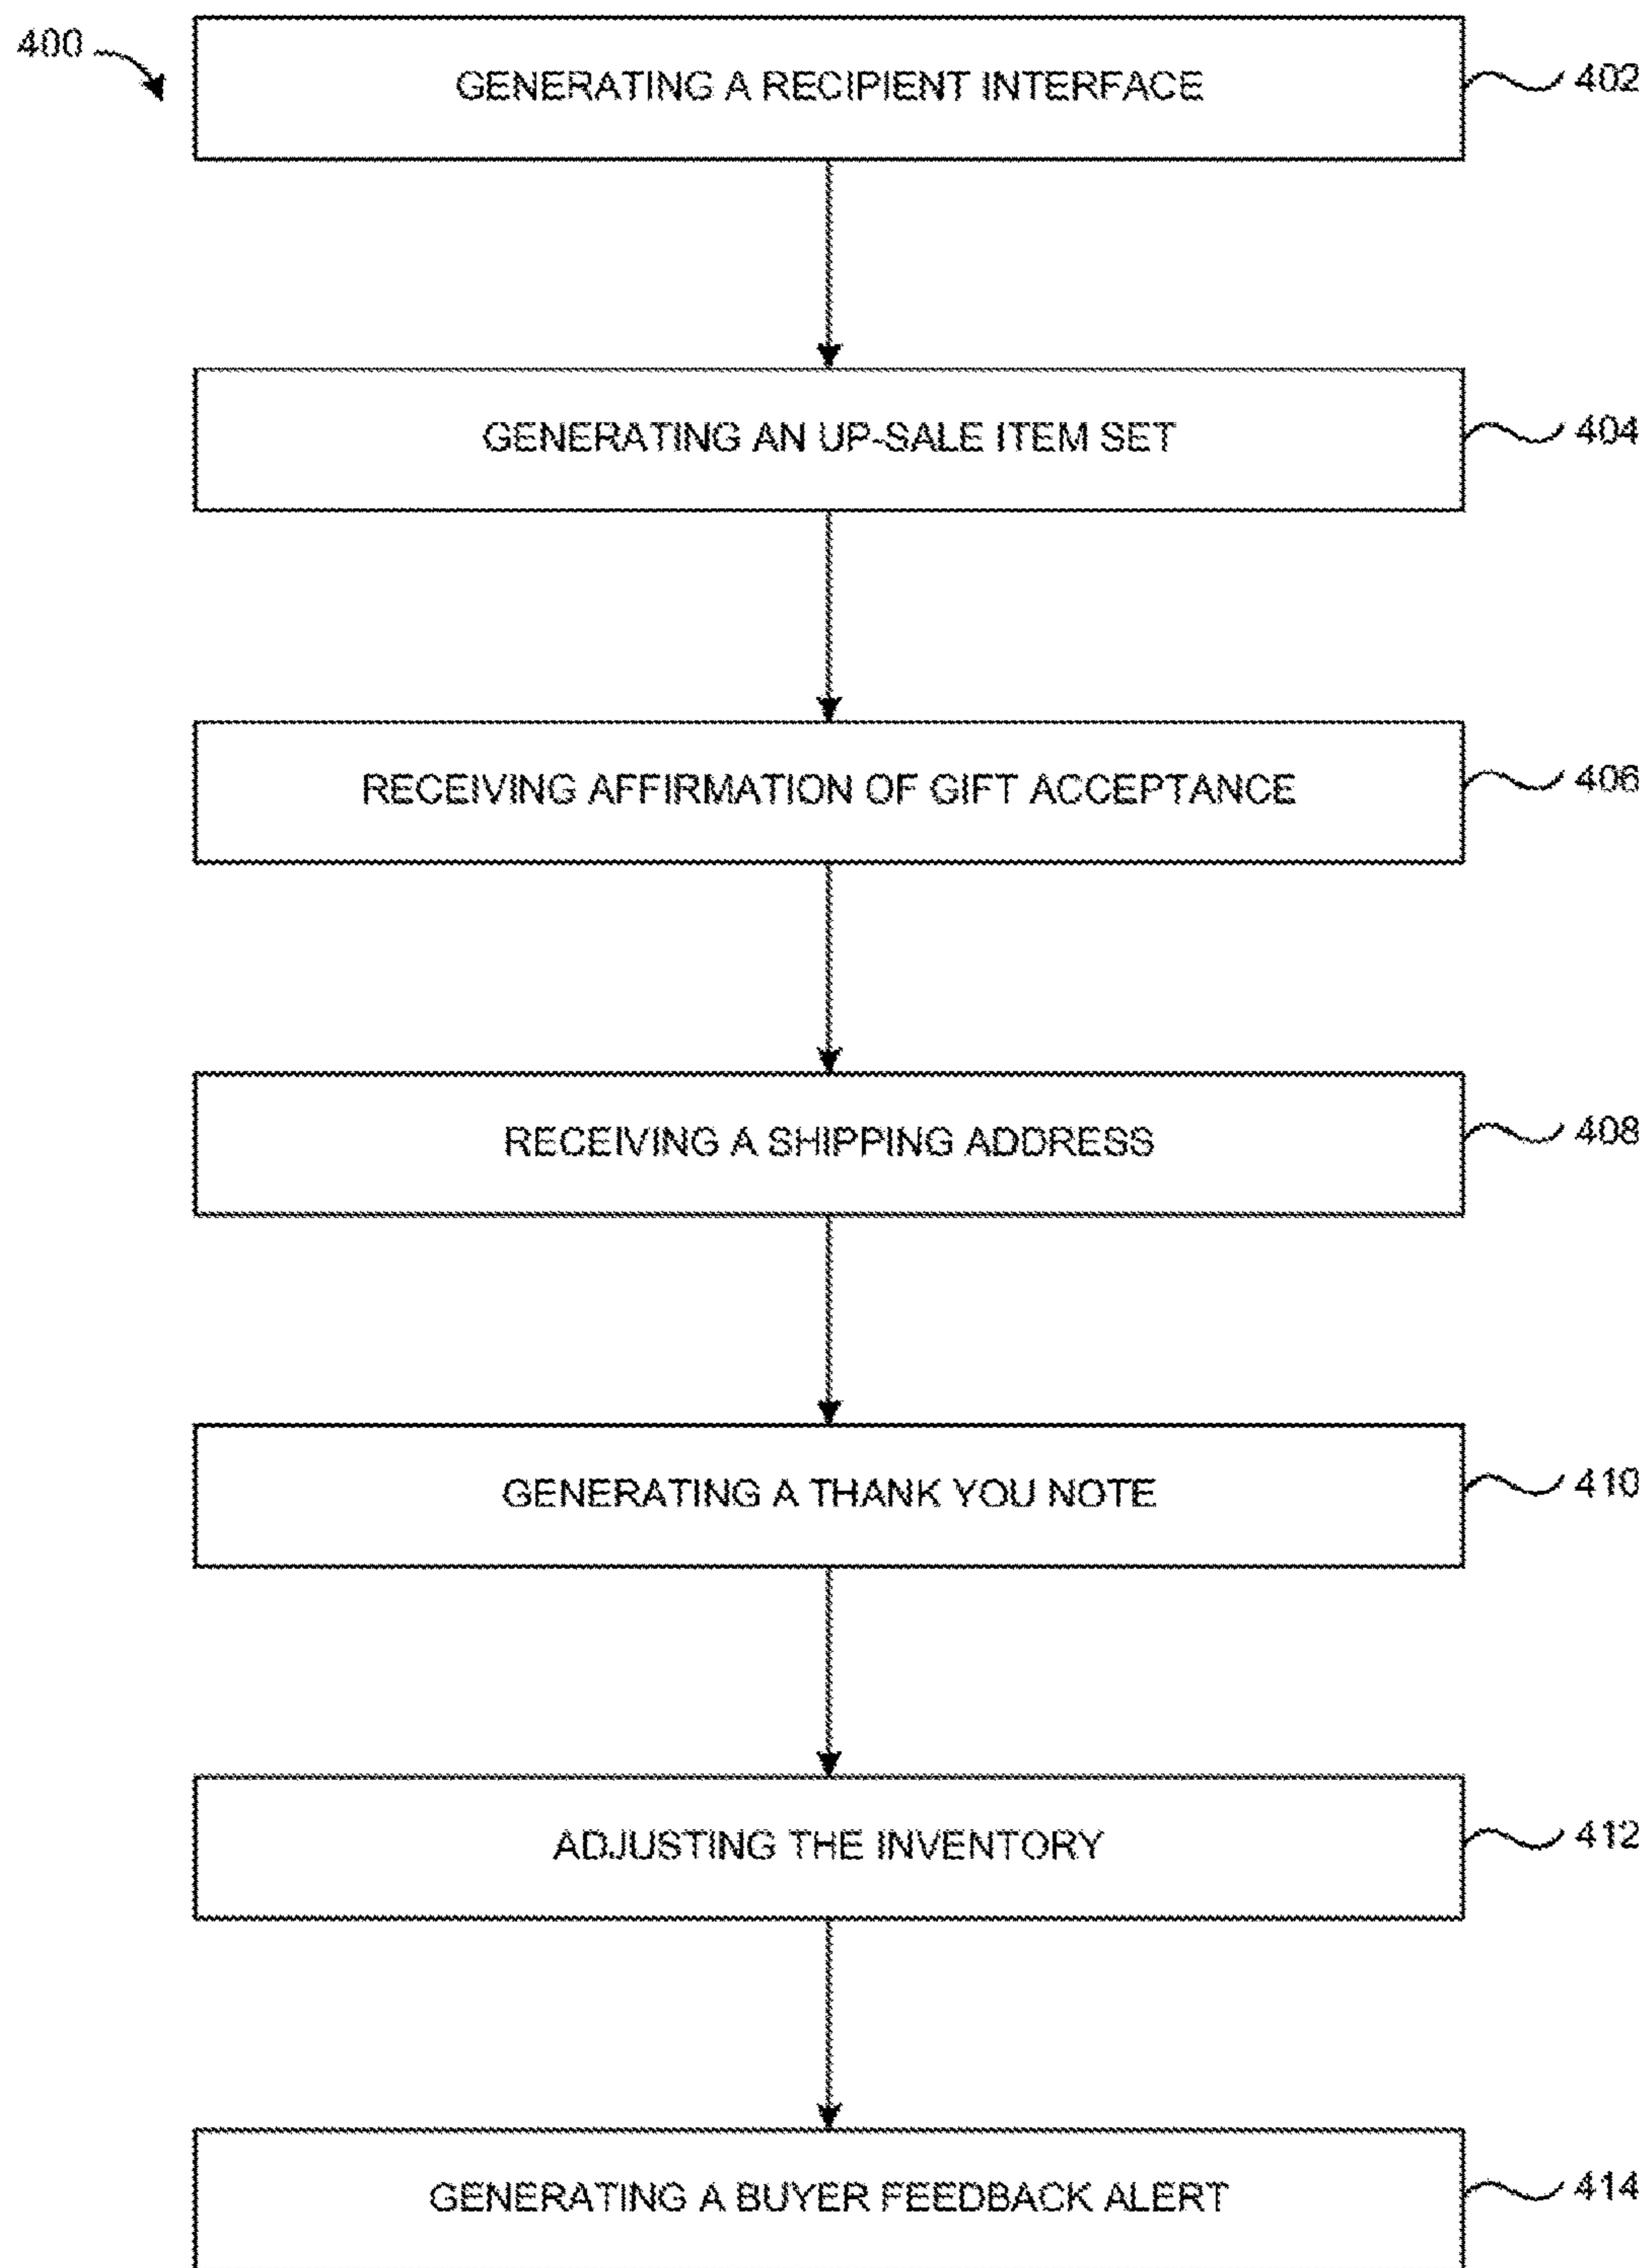 400
GENERATING A RECIPIENT INTERFACE
402
GENERATING AN UP-SALE ITEM SET
404
RECEIVING AFFIRMATION OF GIFT ACCEPTANCE
406
RECEIVING A SHIPPING ADDRESS
408
GENERATING A THANK YOU NOTE
410
ADJUSTING THE INVENTORY
412
GENERATING A BUYER FEEDBACK ALERT
414